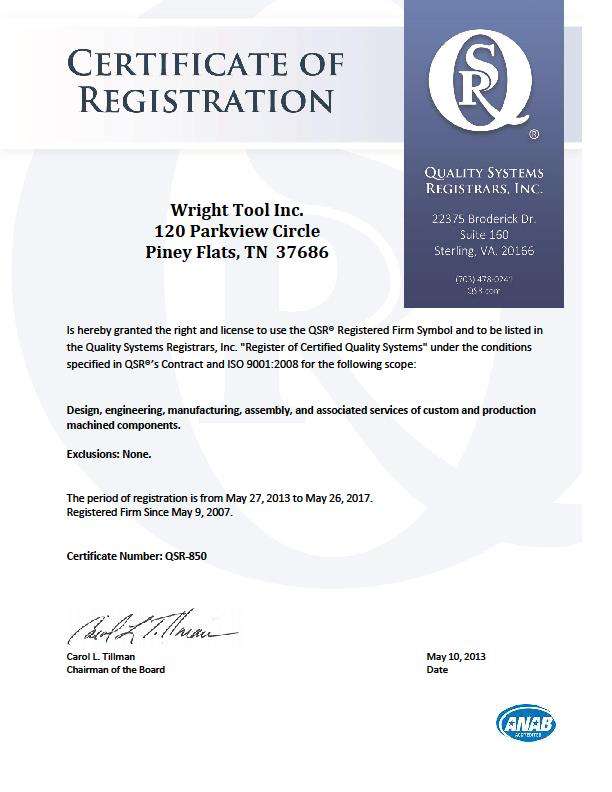 CERTIFICATE OF
REGISTRATION
QSR
®
QUALITY SYSTEMS
REGISTRARS, INC.
22375 Broderick Dr.
Suite 160
Sterling, VA, 20166
(703) 478-0241
QSR.com
Wright Tool Inc.
120 Parkview Circle
Piney Flats, TN 37686
Is hereby granted the right and license to use the QSR® Registered Firm Symbol and to be listed in
the Quality Systems Registrars, Inc. "Register of Certified Quality Systems" under the conditions
specified in QSR®'s Contract and ISO 9001:2008 for the following scope:
Design, engineering, manufacturing, assembly, and associated services of custom and production
machined components.
Exclusions: None.
The period of registration is from May 27, 2013 to May 26, 2017.
Registered Firm Since May 9, 2007.
Certificate Number: QSR-850
Carol L. Tillman
Carol L. Tillman
Chairman of the Board
May 10, 2013
Date
ANAB
ACCREDITED